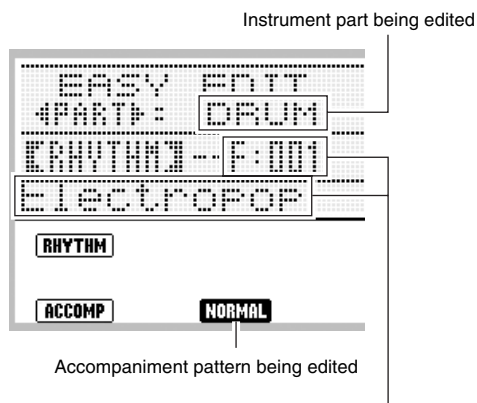 Instrument part being edited
EASY EDIT
◀PART▶: DRUM
【RHYTHM】--F:001
Electropop
RHYTHM
ACCOMP NORMAL
Accompaniment pattern being edited